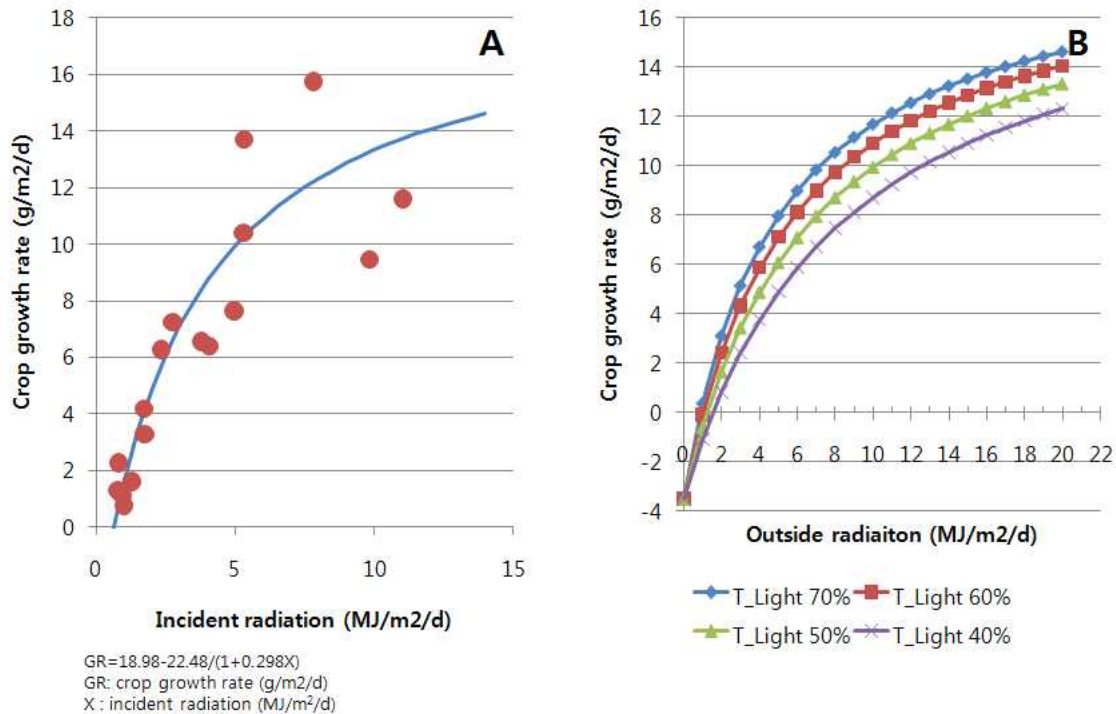 A
Crop growth rate (g/m2/d)
18
16
14
12
10
8
6
4
2
0
0 5 10 15
Incident radiation (MJ/m2/d)
GR=18.98-22.48/(1+0.298X)
GR: crop growth rate (g/m2/d)
X : incident radiation (MJ/m²/d)
B
Crop growth rate (g/m2/d)
16
14
12
10
8
6
4
2
0
-2
-4
0 2 4 6 8 10 12 14 16 18 20 22
Outside radiaiton (MJ/m2/d)
T_Light 70% T_Light 60%
T_Light 50% T_Light 40%